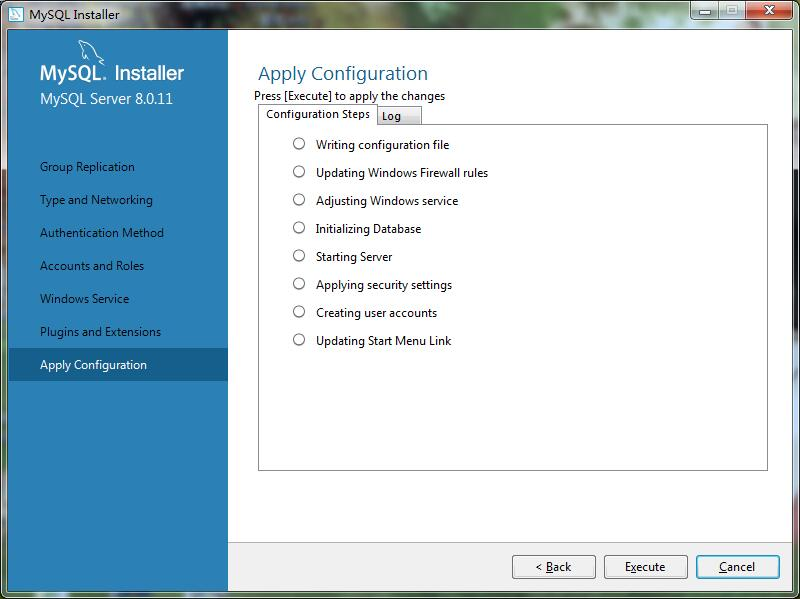 MySQL Installer
MySQL. Installer
MySQL Server 8.0.11
Group Replication
Type and Networking
Authentication Method
Accounts and Roles
Windows Service
Plugins and Extensions
Apply Configuration
Apply Configuration
Press [Execute] to apply the changes
Configuration Steps Log
Writing configuration file
Updating Windows Firewall rules
Adjusting Windows service
Initializing Database
Starting Server
Applying security settings
Creating user accounts
Updating Start Menu Link
< Back Execute Cancel